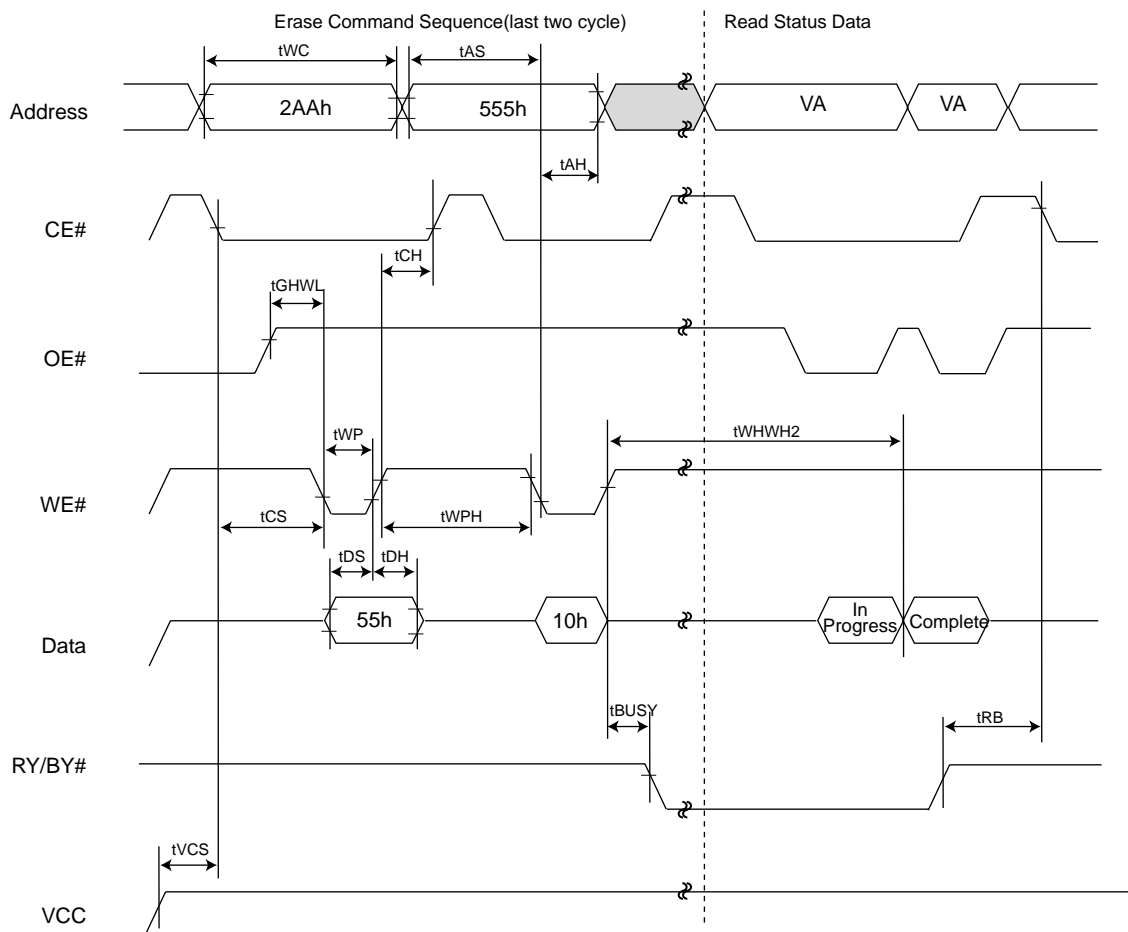 Erase Command Sequence(last two cycle) Read Status Data
tWC tAS
Address 2AAh 555h VA VA
tAH
CE#
tCH
tGHWL
OE#
tWP tWHWH2
WE#
tCS tWPH
tDS tDH
Data 55h 10h In Progress Complete
tBUSY tRB
RY/BY#
tVCS
VCC